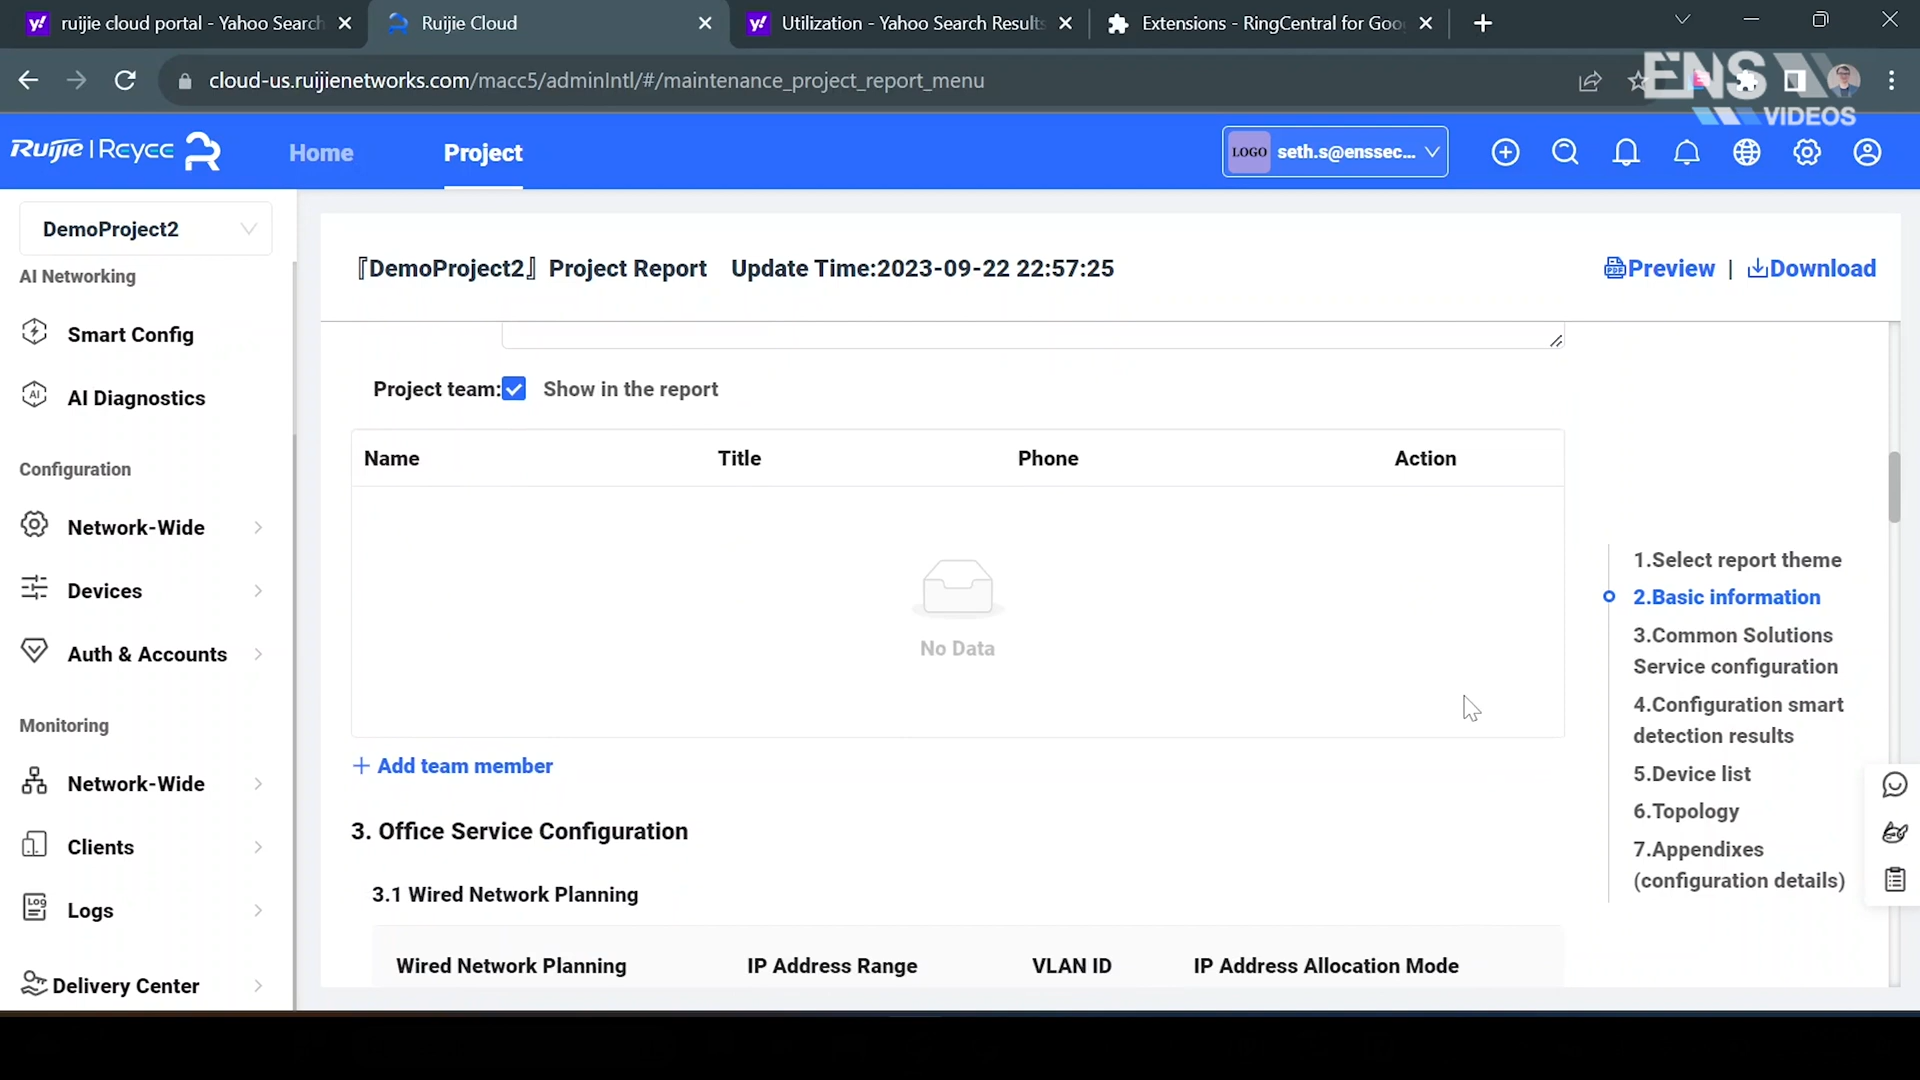 ruijie cloud portal - Yahoo Search
Ruijie Cloud
Utilization - Yahoo Search Results
Extensions - RingCentral for Goo
cloud-us.ruijienetworks.com/macc5/adminIntl/#/maintenance_project_report_menu
ENS
VIDEOS
Ruijie | Reyee
Home
Project
LOGO
seth.s@enssec...
DemoProject2
『DemoProject2』 Project Report Update Time:2023-09-22 22:57:25
Preview | Download
AI Networking
Smart Config
AI Diagnostics
Configuration
Network-Wide
Devices
Auth & Accounts
Monitoring
Network-Wide
Clients
Logs
Delivery Center
Project team: Show in the report
Name Title Phone Action
No Data
+ Add team member
3. Office Service Configuration
3.1 Wired Network Planning
Wired Network Planning IP Address Range VLAN ID IP Address Allocation Mode
1.Select report theme
2.Basic information
3.Common Solutions
Service configuration
4.Configuration smart
detection results
5.Device list
6.Topology
7.Appendixes
(configuration details)